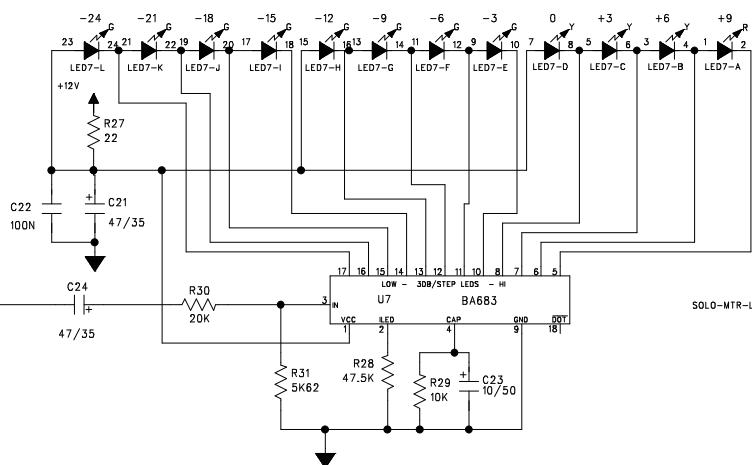 −24 −21 −18 −15 −12 −9 −6 −3 0 +3 +6 +9
G G G G G G G G Y Y Y R
23 24 21 22 19 20 17 18 15 16 13 14 11 12 9 10 7 8 5 6 3 4 1 2
LED7-L LED7-K LED7-J LED7-I LED7-H LED7-G LED7-F LED7-E LED7-D LED7-C LED7-B LED7-A
+12V
R27
22
C22
100N
+
C21
47/35
17 16 15 14 13 12 11 10 8 7 6 5
LOW - 3DB/STEP LEDS - HI
C24
+
47/35
R30
20K
3 IN
U7 BA683
SOLO-MTR-L
VCC ILED CAP GND DOT
1 2 4 9 18
R31
5K62
R28
47.5K
R29
10K
+
C23
10/50